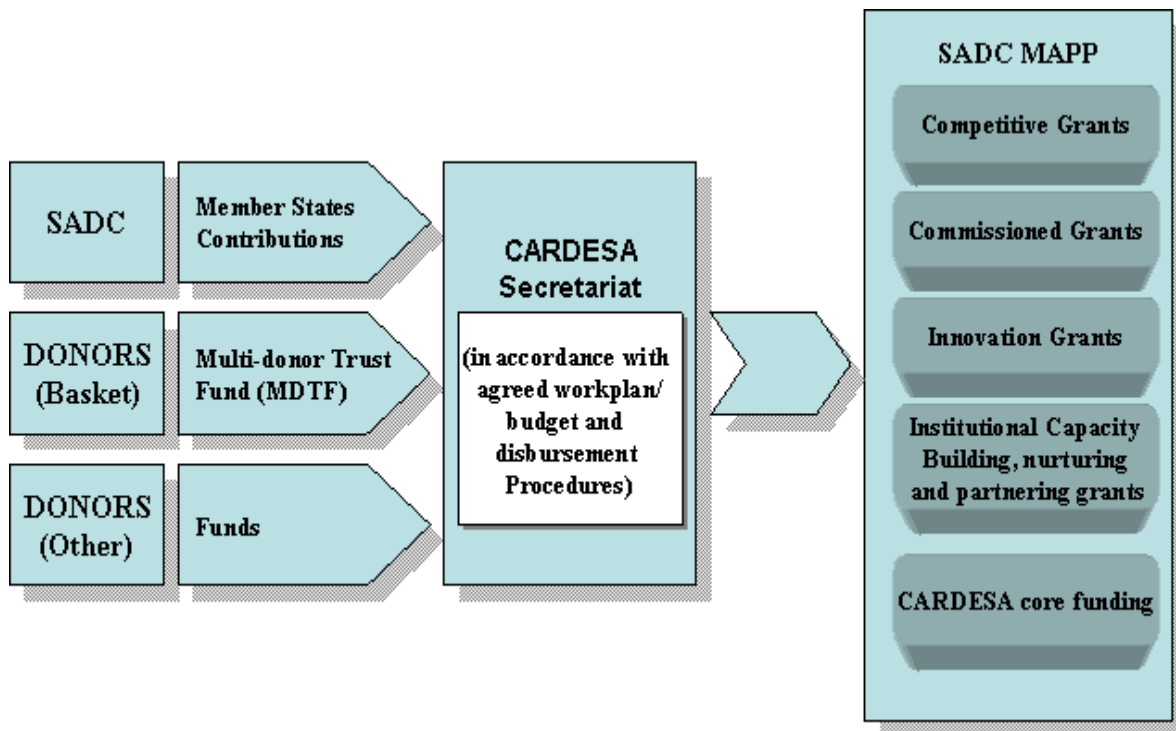 SADC
Member States
Contributions
DONORS
(Basket)
Multi-donor Trust
Fund (MDTF)
DONORS
(Other)
Funds
CARDESA
Secretariat
(in accordance with
agreed workplan/
budget and
disbursement
Procedures)
SADC MAPP
Competitive Grants
Commissioned Grants
Innovation Grants
Institutional Capacity
Building, nurturing
and partnering grants
CARDESA core funding